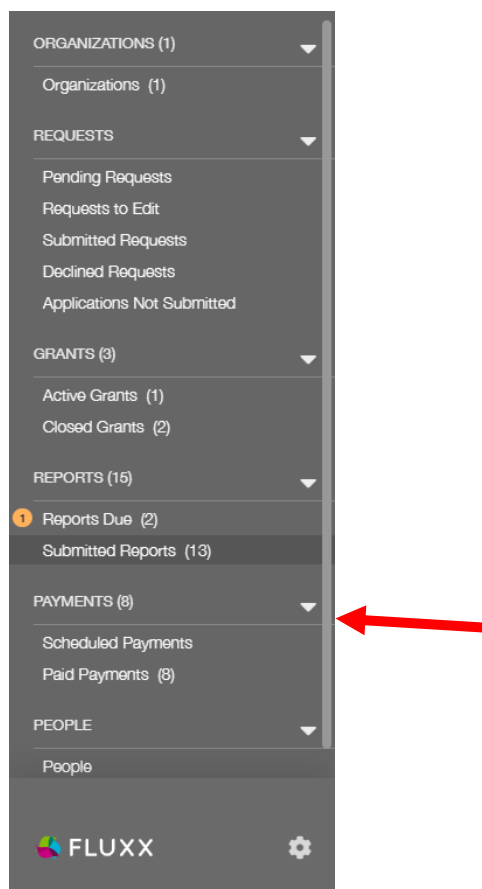 ORGANIZATIONS (1)
Organizations (1)
REQUESTS
Pending Requests
Requests to Edit
Submitted Requests
Declined Requests
Applications Not Submitted
GRANTS (3)
Active Grants (1)
Closed Grants (2)
REPORTS (15)
1 Reports Due (2)
Submitted Reports (13)
PAYMENTS (8)
Scheduled Payments
Paid Payments (8)
PEOPLE
People
FLUXX